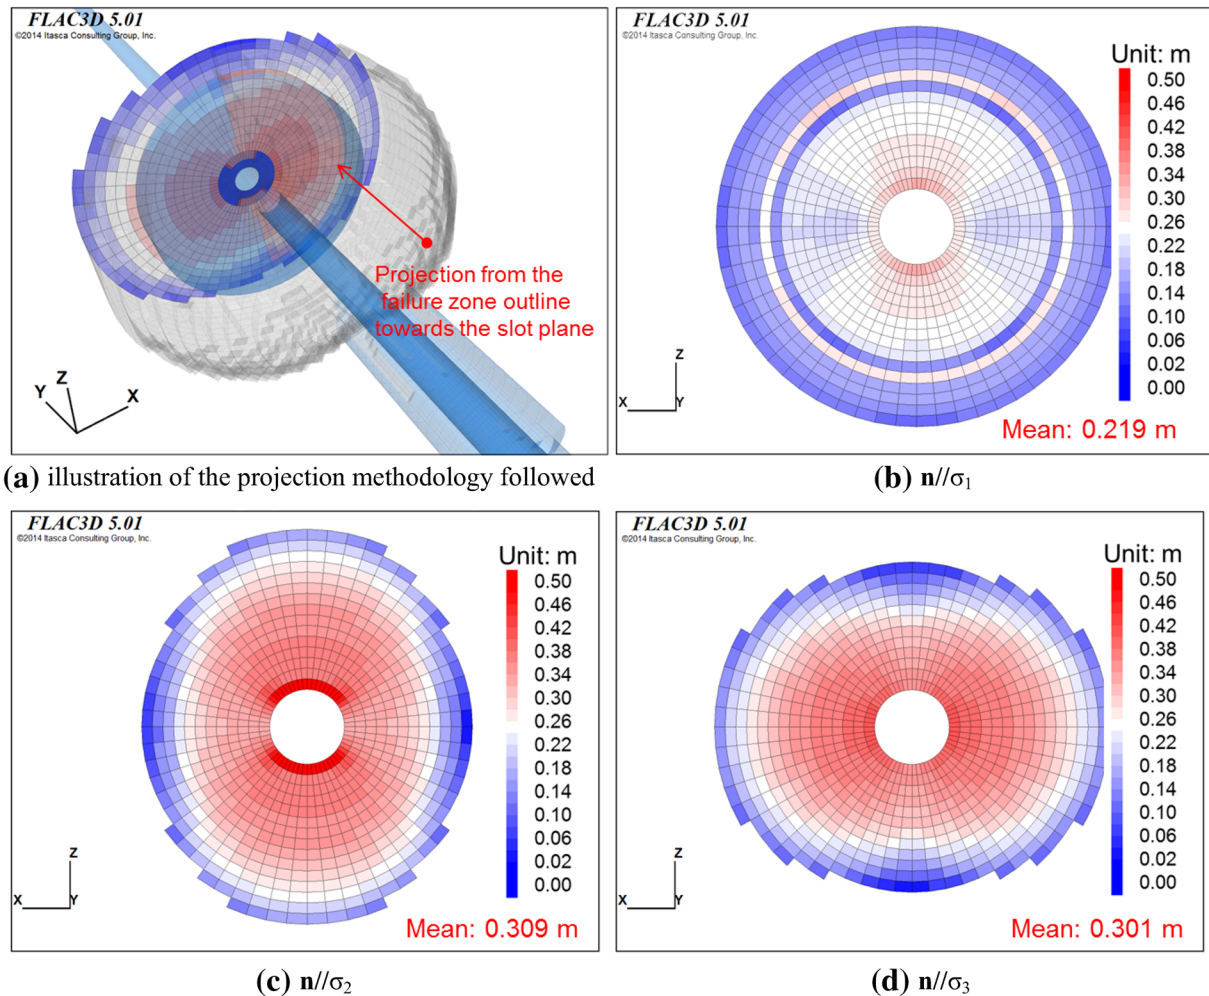 FLAC3D 5.01
©2014 Itasca Consulting Group, Inc.
Projection from the
failure zone outline
towards the slot plane
Z
Y
X
(a) illustration of the projection methodology followed
FLAC3D 5.01
©2014 Itasca Consulting Group, Inc.
Unit: m
0.50
0.46
0.42
0.38
0.34
0.30
0.26
0.22
0.18
0.14
0.10
0.06
0.02
0.00
Z
X
Y
Mean: 0.219 m
(b) n//σ₁
FLAC3D 5.01
©2014 Itasca Consulting Group, Inc.
Unit: m
0.50
0.46
0.42
0.38
0.34
0.30
0.26
0.22
0.18
0.14
0.10
0.06
0.02
0.00
Z
X
Y
Mean: 0.309 m
(c) n//σ₂
FLAC3D 5.01
©2014 Itasca Consulting Group, Inc.
Unit: m
0.50
0.46
0.42
0.38
0.34
0.30
0.26
0.22
0.18
0.14
0.10
0.06
0.02
0.00
Z
X
Y
Mean: 0.301 m
(d) n//σ₃